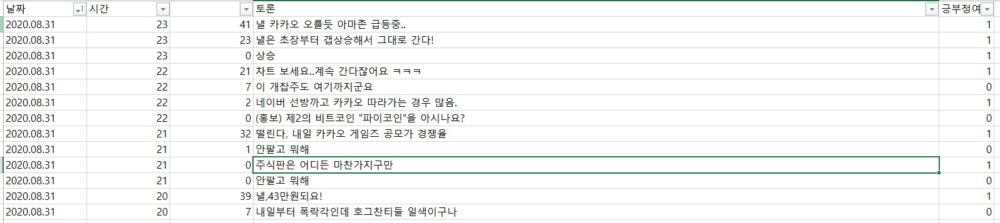 날짜 시간 토론 긍부정여
2020.08.31 23 41 낼 카카오 오를듯 아마존 급등중.. 1
2020.08.31 23 23 낼은 초장부터 갭상승해서 그대로 간다! 1
2020.08.31 23 0 상승 1
2020.08.31 22 21 차트 보세요..계속 간다잖어요 ㅋㅋㅋ 1
2020.08.31 22 7 이 개잡주도 여기까지군요 0
2020.08.31 22 2 네이버 선방까고 카카오 따라가는 경우 많음. 1
2020.08.31 22 0 (홍보) 제2의 비트코인 "파이코인"을 아시나요? 0
2020.08.31 21 32 떨린다, 내일 카카오 게임즈 공모가 경쟁율 1
2020.08.31 21 1 안팔고 뭐해 0
2020.08.31 21 0 주식판은 어디든 마찬가지구만 1
2020.08.31 21 0 안팔고 뭐해 0
2020.08.31 20 39 낼,43만원되요! 1
2020.08.31 20 7 내일부터 폭락각인데 호그찬티들 일색이구나 0